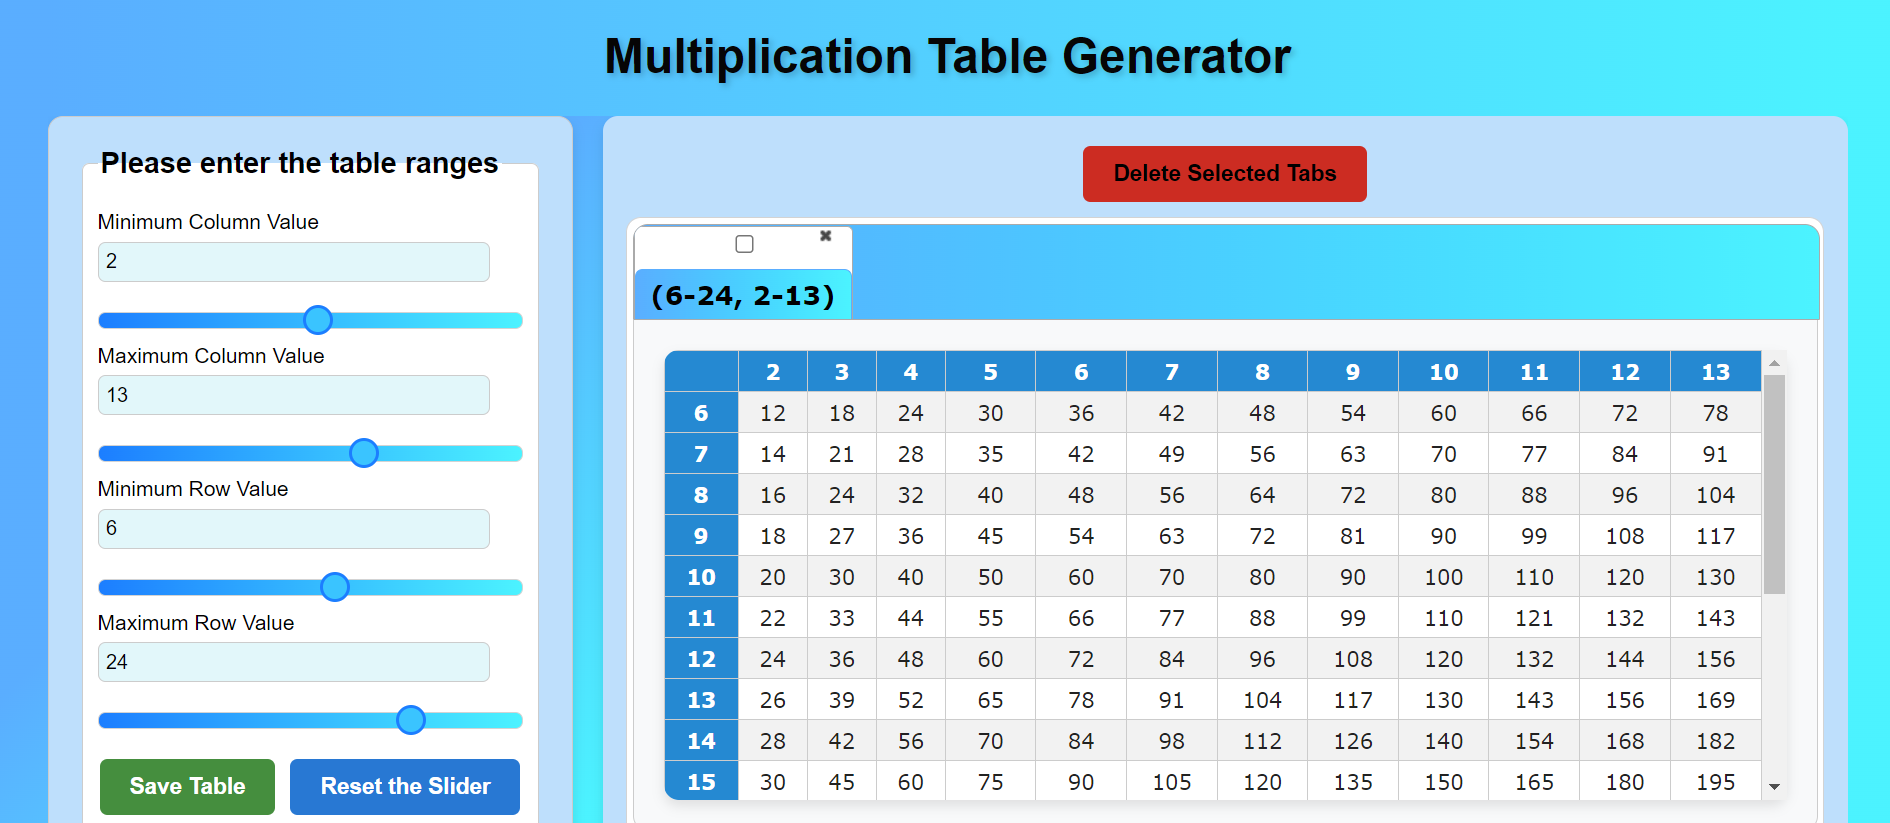 Multiplication Table Generator
Please enter the table ranges
Minimum Column Value
2
Maximum Column Value
13
Minimum Row Value
6
Maximum Row Value
24
Save Table Reset the Slider
Delete Selected Tabs
✖
(6-24, 2-13)
2 3 4 5 6 7 8 9 10 11 12 13
6 12 18 24 30 36 42 48 54 60 66 72 78
7 14 21 28 35 42 49 56 63 70 77 84 91
8 16 24 32 40 48 56 64 72 80 88 96 104
9 18 27 36 45 54 63 72 81 90 99 108 117
10 20 30 40 50 60 70 80 90 100 110 120 130
11 22 33 44 55 66 77 88 99 110 121 132 143
12 24 36 48 60 72 84 96 108 120 132 144 156
13 26 39 52 65 78 91 104 117 130 143 156 169
14 28 42 56 70 84 98 112 126 140 154 168 182
15 30 45 60 75 90 105 120 135 150 165 180 195